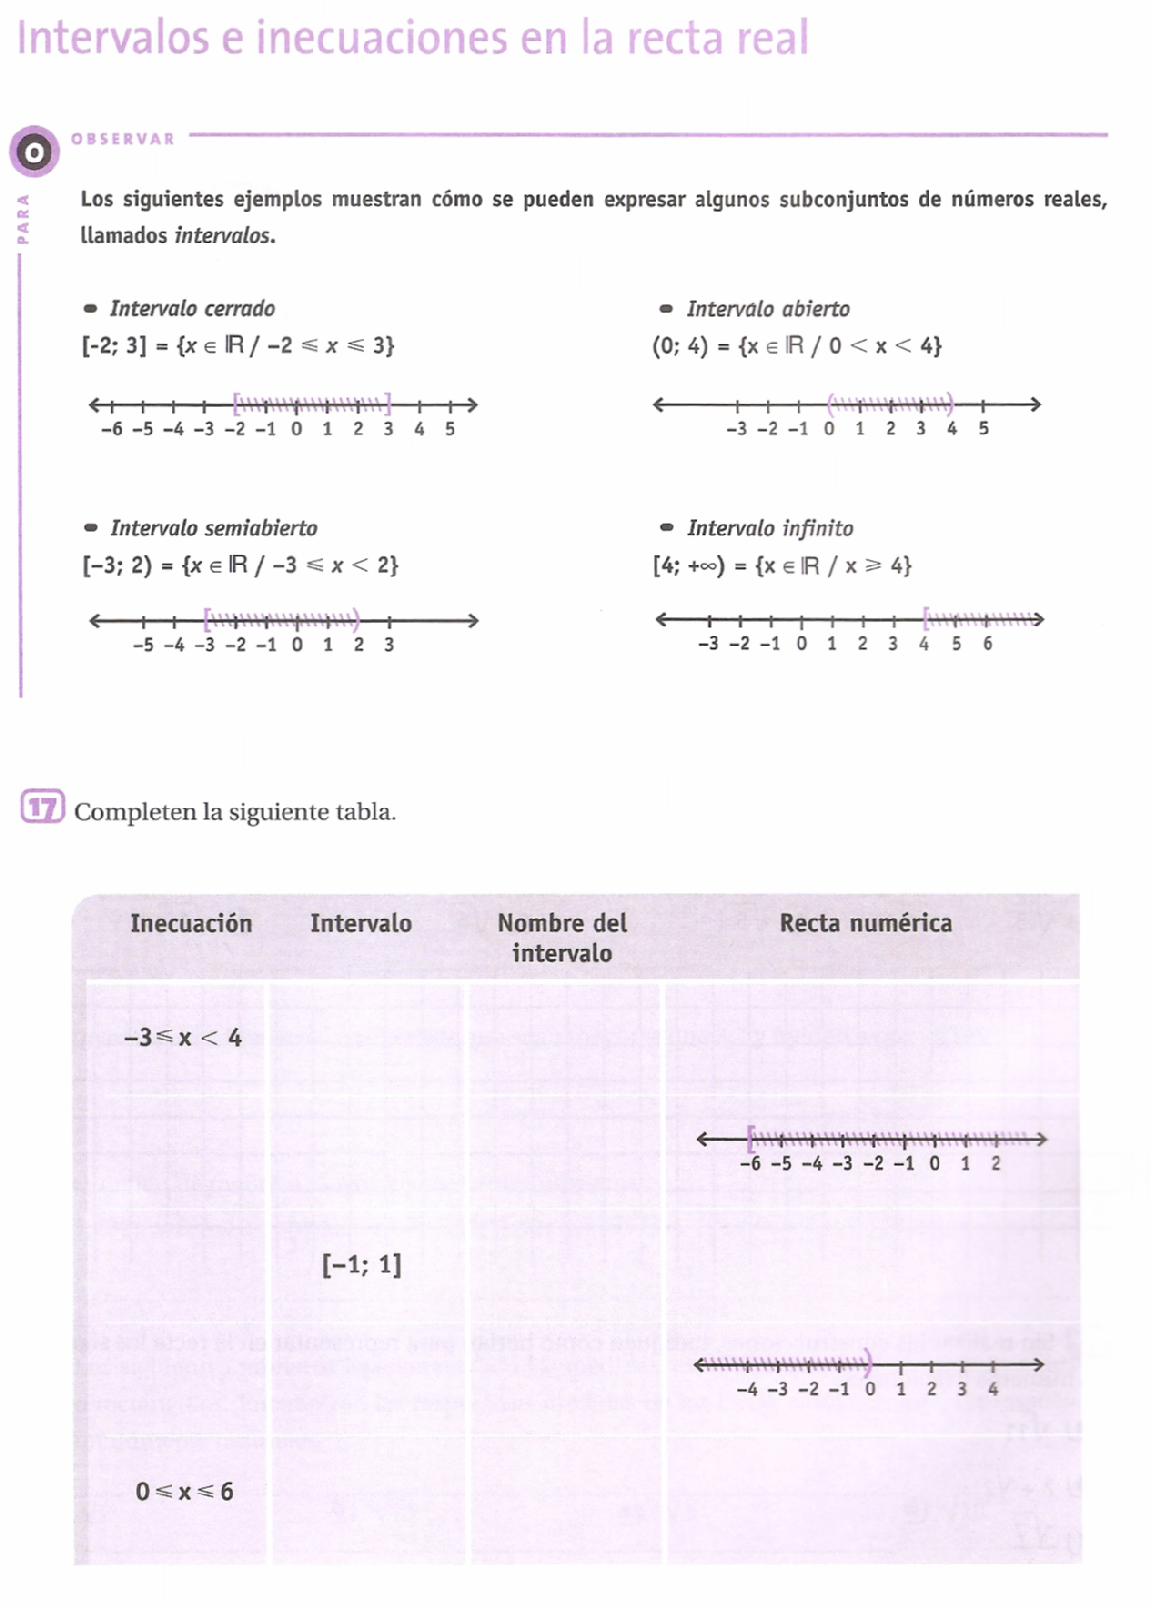 Intervalos e inecuaciones en la recta real
O OBSERVAR
PARA
Los siguientes ejemplos muestran cómo se pueden expresar algunos subconjuntos de números reales,
llamados intervalos.
• Intervalo cerrado
[-2; 3] = {x ∈ ℝ / −2 ⩽ x ⩽ 3}
−6 −5 −4 −3 −2 −1 0 1 2 3 4 5
• Intervalo abierto
(0; 4) = {x ∈ ℝ / 0 < x < 4}
−3 −2 −1 0 1 2 3 4 5
• Intervalo semiabierto
[−3; 2) = {x ∈ ℝ / −3 ⩽ x < 2}
−5 −4 −3 −2 −1 0 1 2 3
• Intervalo infinito
[4; +∞) = {x ∈ ℝ / x ⩾ 4}
−3 −2 −1 0 1 2 3 4 5 6
17 Completen la siguiente tabla.
Inecuación Intervalo Nombre del Recta numérica
intervalo
−3 ⩽ x < 4
−6 −5 −4 −3 −2 −1 0 1 2
[−1; 1]
−4 −3 −2 −1 0 1 2 3 4
0 ⩽ x ⩽ 6